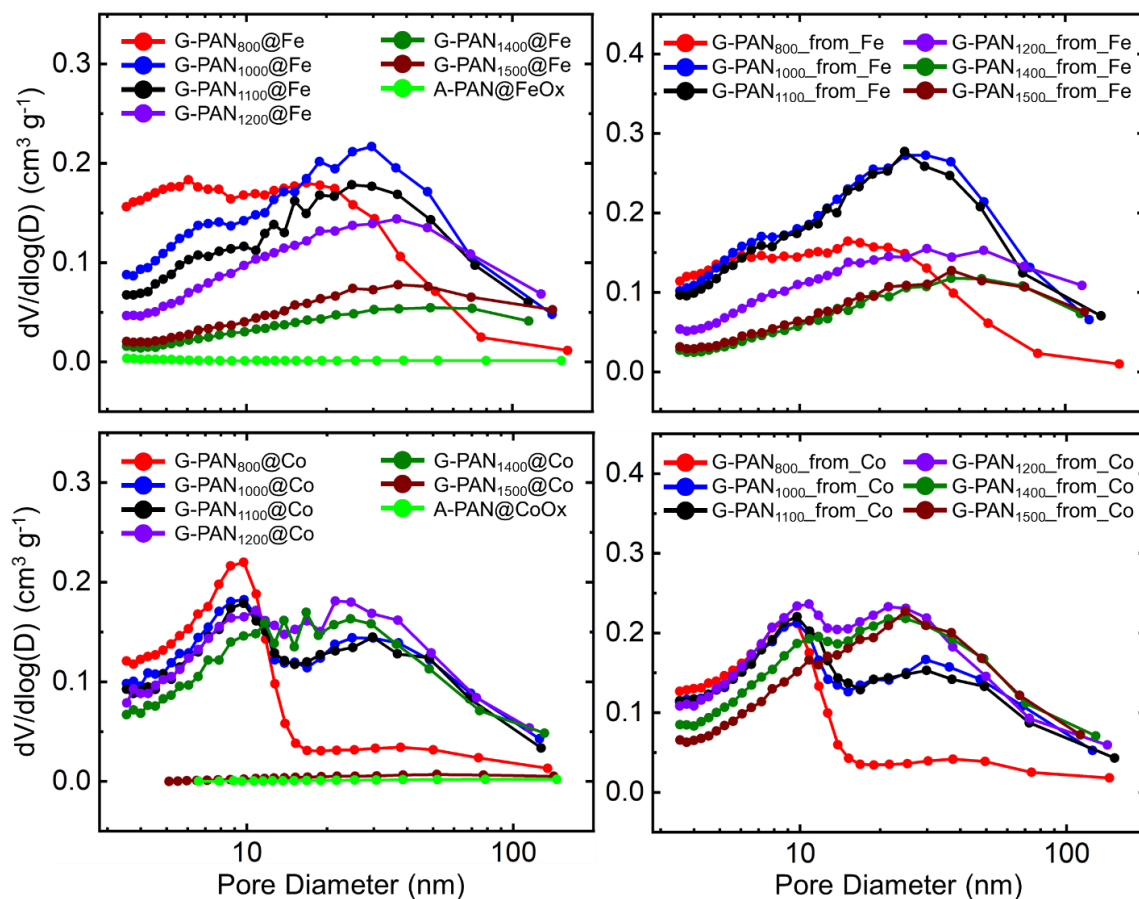 G-PAN₈₀₀@Fe
G-PAN₁₀₀₀@Fe
G-PAN₁₁₀₀@Fe
G-PAN₁₂₀₀@Fe
G-PAN₁₄₀₀@Fe
G-PAN₁₅₀₀@Fe
A-PAN@FeOx
0.3
0.2
0.1
0.0
dV/dlog(D) (cm³ g⁻¹)
G-PAN₈₀₀_from_Fe
G-PAN₁₀₀₀_from_Fe
G-PAN₁₁₀₀_from_Fe
G-PAN₁₂₀₀_from_Fe
G-PAN₁₄₀₀_from_Fe
G-PAN₁₅₀₀_from_Fe
0.4
0.3
0.2
0.1
0.0
G-PAN₈₀₀@Co
G-PAN₁₀₀₀@Co
G-PAN₁₁₀₀@Co
G-PAN₁₂₀₀@Co
G-PAN₁₄₀₀@Co
G-PAN₁₅₀₀@Co
A-PAN@CoOx
0.3
0.2
0.1
0.0
dV/dlog(D) (cm³ g⁻¹)
10
100
Pore Diameter (nm)
G-PAN₈₀₀_from_Co
G-PAN₁₀₀₀_from_Co
G-PAN₁₁₀₀_from_Co
G-PAN₁₂₀₀_from_Co
G-PAN₁₄₀₀_from_Co
G-PAN₁₅₀₀_from_Co
0.4
0.3
0.2
0.1
0.0
10
100
Pore Diameter (nm)